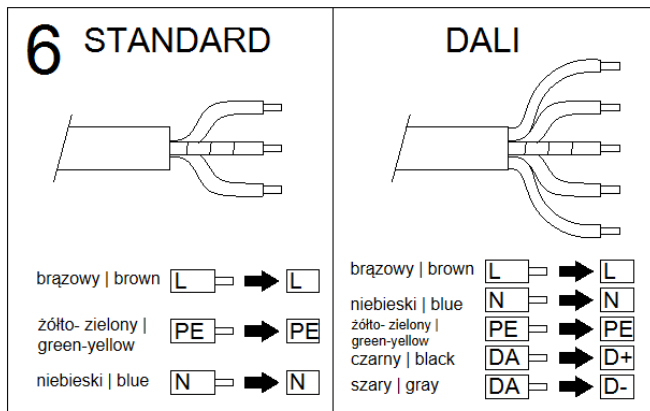 6 STANDARD
brązowy | brown L L
żółto- zielony |
green-yellow PE PE
niebieski | blue N N
DALI
brązowy | brown L L
niebieski | blue N N
żółto- zielony |
green-yellow PE PE
czarny | black DA D+
szary | gray DA D-